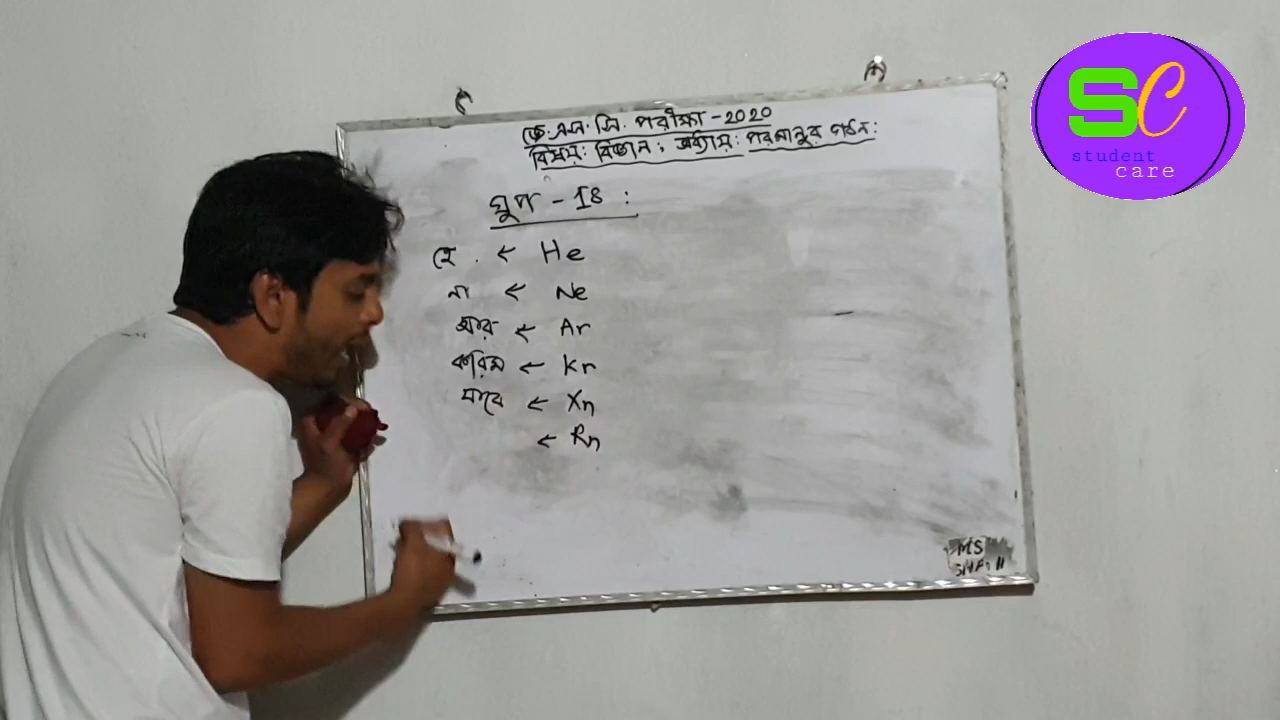 জে.এস.সি. পরীক্ষা-2020
বিষয়: বিজ্ঞান; অধ্যায়: পরমানুর গঠন:
গ্রুপ - 18 :
হে. ← He
না ← Ne
আর ← Ar
করিম ← Kr
যাবে ← Xn
← Rn
MS
SC
student
care